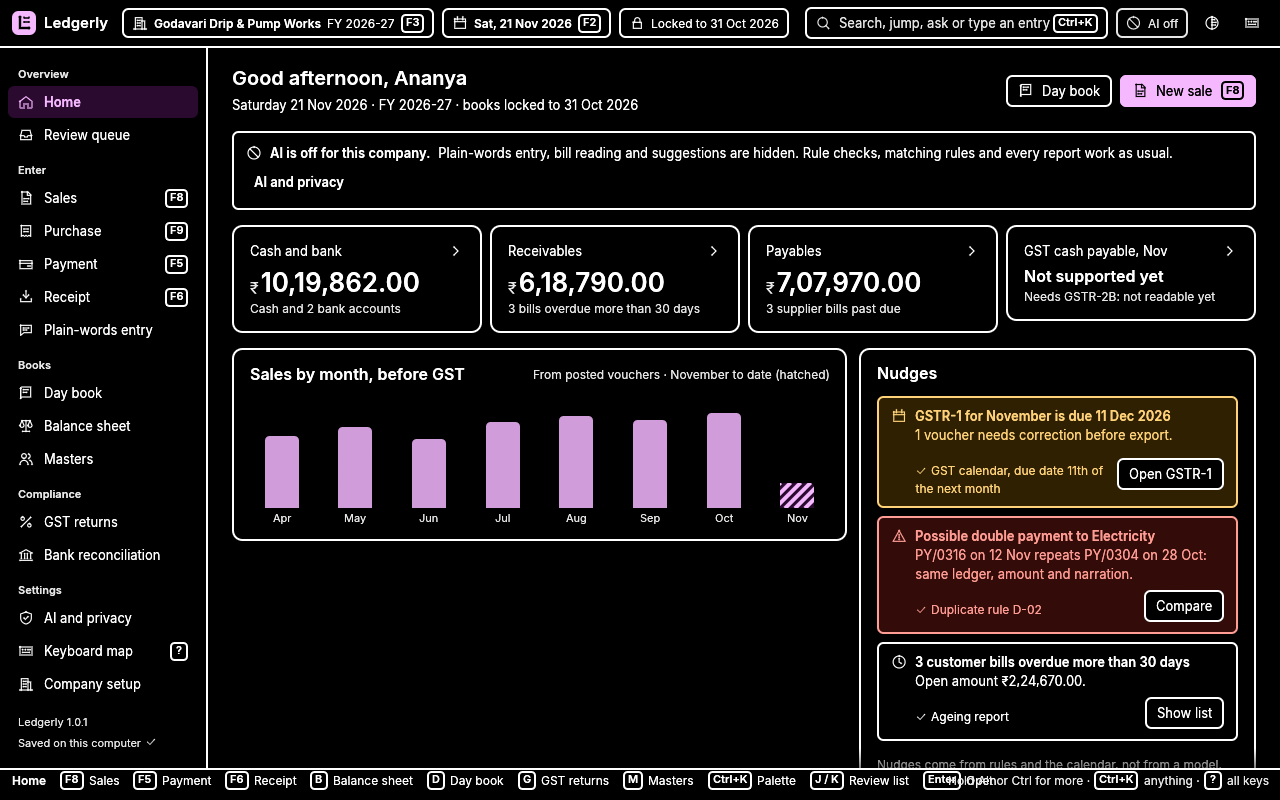 Ledgerly
Godavari Drip & Pump Works FY 2026-27 F3
Sat, 21 Nov 2026 F2
Locked to 31 Oct 2026
Search, jump, ask or type an entry Ctrl+K
AI off
Overview
Home
Review queue
Enter
Sales F8
Purchase F9
Payment F5
Receipt F6
Plain-words entry
Books
Day book
Balance sheet
Masters
Compliance
GST returns
Bank reconciliation
Settings
AI and privacy
Keyboard map ?
Company setup
Ledgerly 1.0.1
Saved on this computer ✓
Good afternoon, Ananya
Saturday 21 Nov 2026 · FY 2026-27 · books locked to 31 Oct 2026
Day book
New sale F8
AI is off for this company. Plain-words entry, bill reading and suggestions are hidden. Rule checks, matching rules and every report work as usual.
AI and privacy
Cash and bank
₹10,19,862.00
Cash and 2 bank accounts
Receivables
₹6,18,790.00
3 bills overdue more than 30 days
Payables
₹7,07,970.00
3 supplier bills past due
GST cash payable, Nov
Not supported yet
Needs GSTR-2B: not readable yet
Sales by month, before GST
From posted vouchers · November to date (hatched)
Apr May Jun Jul Aug Sep Oct Nov
Nudges
GSTR-1 for November is due 11 Dec 2026
1 voucher needs correction before export.
✓ GST calendar, due date 11th of
the next month
Open GSTR-1
Possible double payment to Electricity
PY/0316 on 12 Nov repeats PY/0304 on 28 Oct:
same ledger, amount and narration.
✓ Duplicate rule D-02
Compare
3 customer bills overdue more than 30 days
Open amount ₹2,24,670.00.
✓ Ageing report
Show list
Nudges come from rules and the calendar, not from a model.
Home F8 Sales F5 Payment F6 Receipt B Balance sheet D Day book G GST returns M Masters Ctrl+K Palette J / K Review list Enter Open Hold Alt or Ctrl for more · Ctrl+K anything · ? all keys